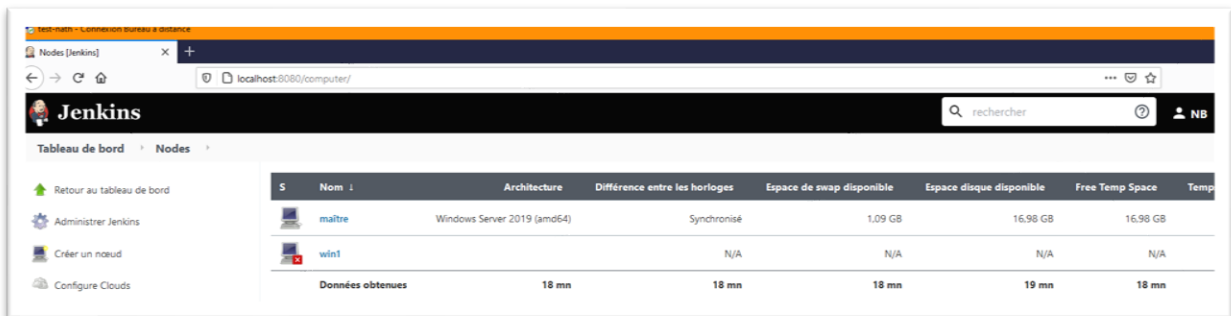 test-nath - Connexion Bureau à distance
Nodes [Jenkins]
localhost:8080/computer/
Jenkins
rechercher
NB
Tableau de bord
Nodes
Retour au tableau de bord
Administrer Jenkins
Créer un nœud
Configure Clouds
S Nom ↓ Architecture Différence entre les horloges Espace de swap disponible Espace disque disponible Free Temp Space Temp
maître Windows Server 2019 (amd64) Synchronisé 1,09 GB 16,98 GB 16,98 GB
win1 N/A N/A N/A N/A
Données obtenues 18 mn 18 mn 18 mn 19 mn 18 mn